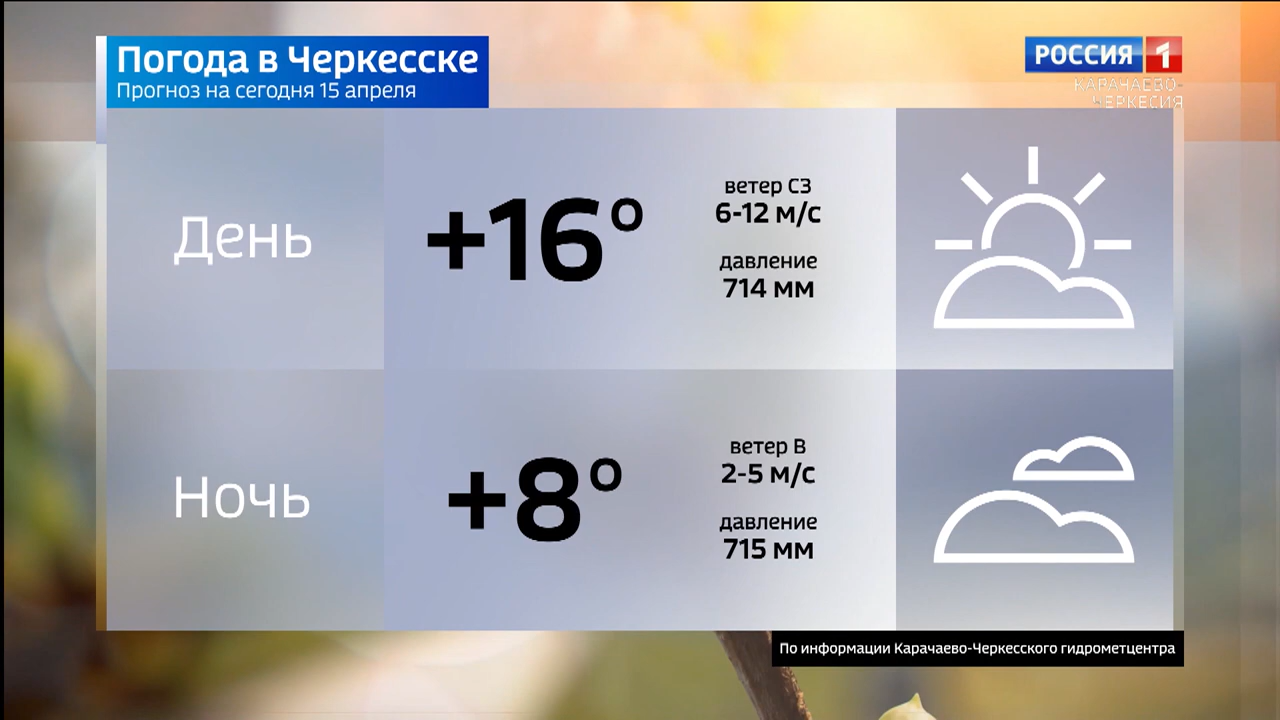 Погода в Черкесске
Прогноз на сегодня 15 апреля
РОССИЯ 1
КАРАЧАЕВО-
ЧЕРКЕСИЯ
День
+16°
ветер СЗ
6-12 м/с
давление
714 мм
Ночь
+8°
ветер В
2-5 м/с
давление
715 мм
По информации Карачаево-Черкесского гидрометцентра